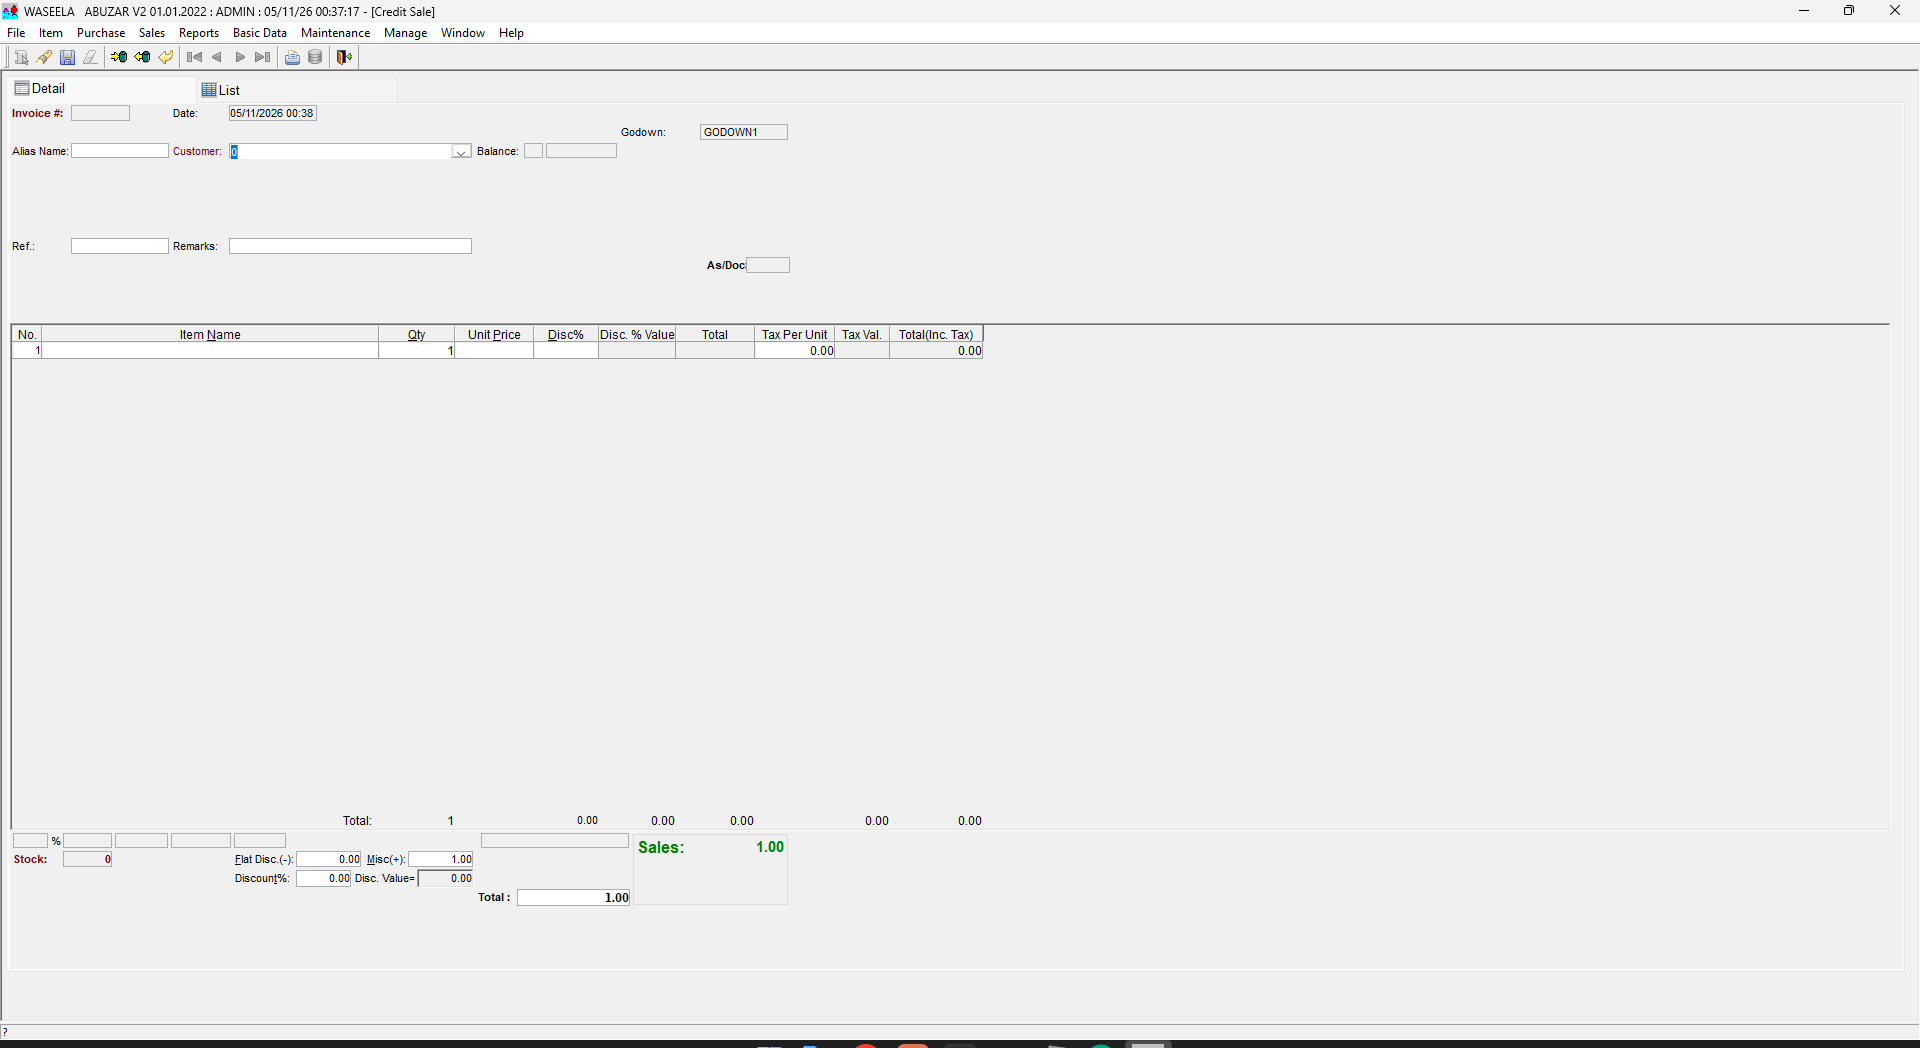 WASEELA ABUZAR V2 01.01.2022 : ADMIN : 05/11/26 00:37:17 - [Credit Sale]
File Item Purchase Sales Reports Basic Data Maintenance Manage Window Help
Detail List
Invoice #: Date: 05/11/2026 00:38
Godown: GODOWN1
Alias Name: Customer: 0 Balance:
Ref.: Remarks:
As/Doc:
No. Item Name Qty Unit Price Disc% Disc. % Value Total Tax Per Unit Tax Val. Total(Inc. Tax)
1 1 0.00 0.00
Total: 1 0.00 0.00 0.00 0.00 0.00
%
Sales: 1.00
Stock: 0 Flat Disc.(-): 0.00 Misc(+): 1.00
Discount%: 0.00 Disc. Value= 0.00
Total : 1.00
?